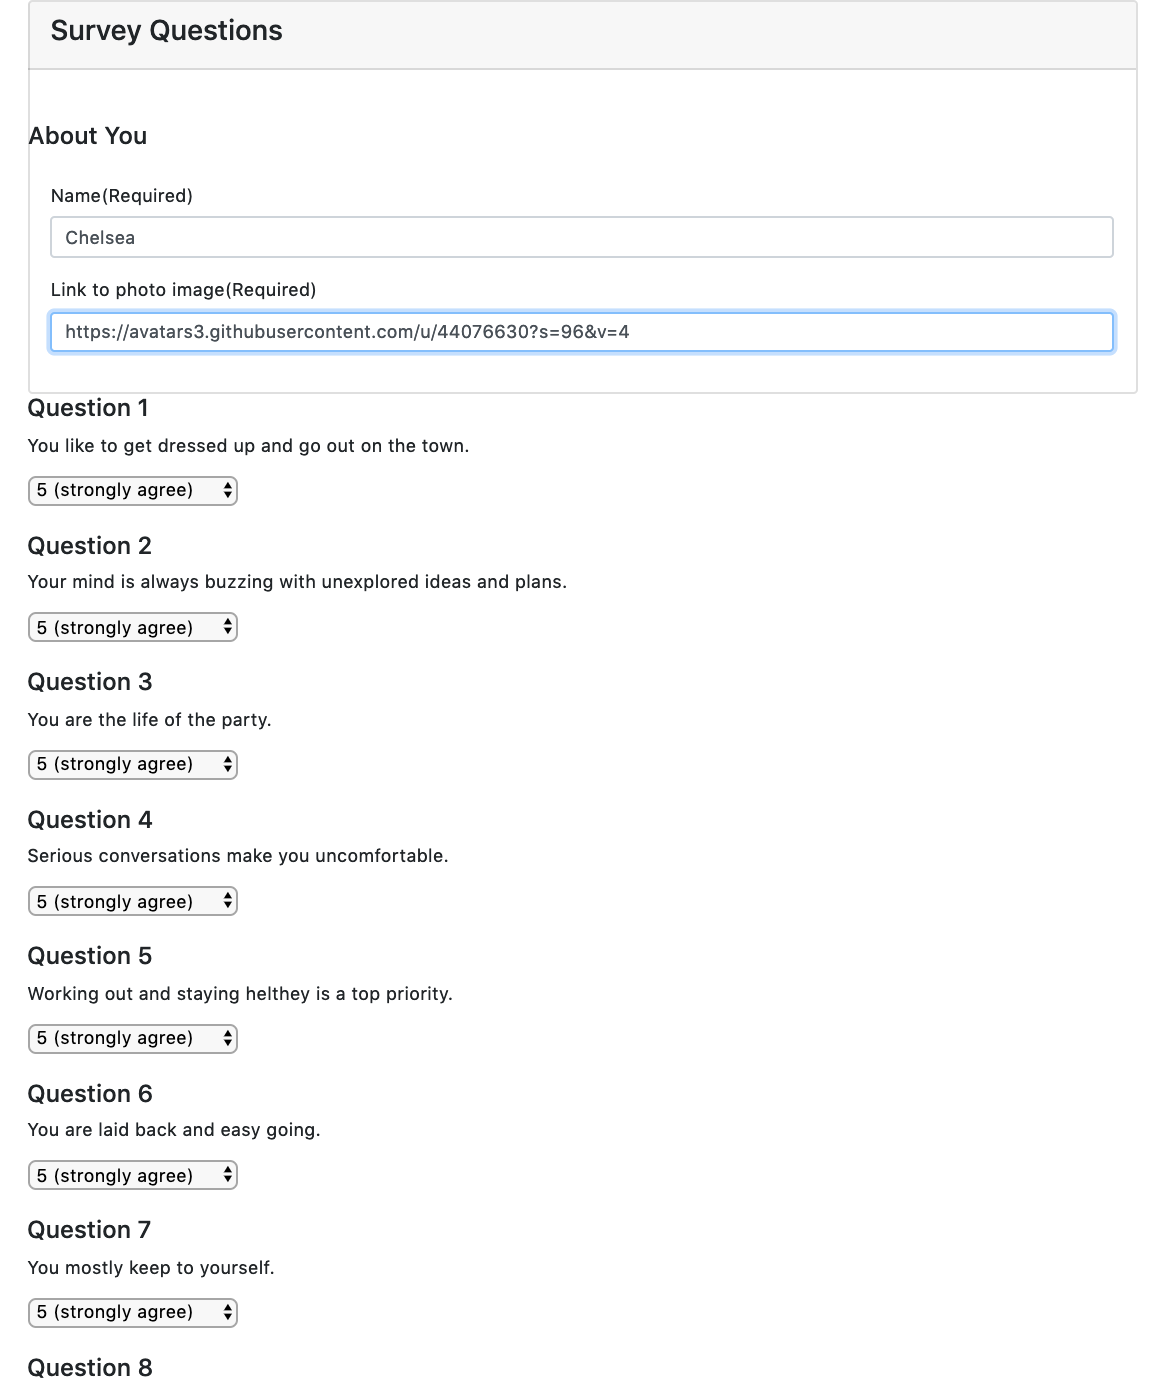 Survey Questions
About You
Name(Required)
Chelsea
Link to photo image(Required)
https://avatars3.githubusercontent.com/u/44076630?s=96&v=4
Question 1
You like to get dressed up and go out on the town.
5 (strongly agree)
Question 2
Your mind is always buzzing with unexplored ideas and plans.
5 (strongly agree)
Question 3
You are the life of the party.
5 (strongly agree)
Question 4
Serious conversations make you uncomfortable.
5 (strongly agree)
Question 5
Working out and staying helthey is a top priority.
5 (strongly agree)
Question 6
You are laid back and easy going.
5 (strongly agree)
Question 7
You mostly keep to yourself.
5 (strongly agree)
Question 8